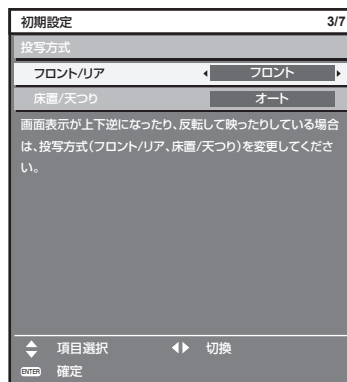 初期設定 3/7
投写方式
フロント/リア フロント
床置/天つり オート
画面表示が上下逆になったり、反転して映ったりしている場合
は、投写方式(フロント/リア、床置/天つり)を変更してくださ
い。
項目選択 切換
ENTER 確定